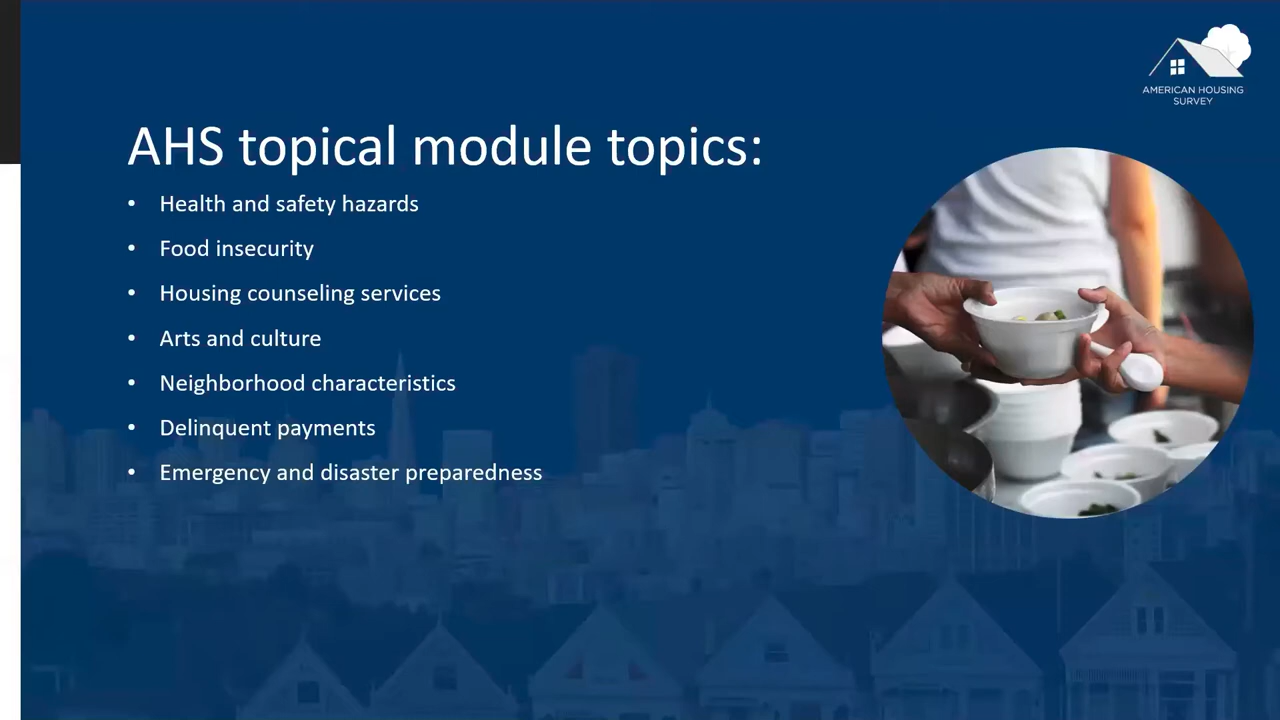 AMERICAN HOUSING
SURVEY
AHS topical module topics:
• Health and safety hazards
• Food insecurity
• Housing counseling services
• Arts and culture
• Neighborhood characteristics
• Delinquent payments
• Emergency and disaster preparedness